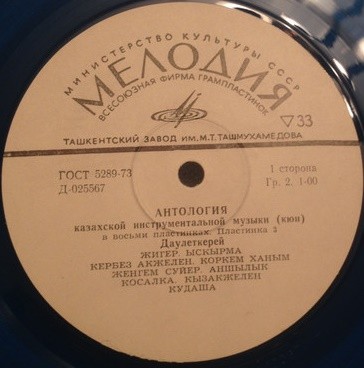 МИНИСТЕРСТВО КУЛЬТУРЫ СССР
МЕЛОДИЯ
ВСЕСОЮЗНАЯ ФИРМА ГРАМПЛАСТИНОК
33
ТАШКЕНТСКИЙ ЗАВОД ИМ. М.Т. ТАШМУХАМЕДОВА
ГОСТ 5289-73 1 сторона
Д-025567 Гр. 2. 1-00
АНТОЛОГИЯ
казахской инструментальной музыки (кюи)
в восьми пластинках. Пластинка
Даулеткерей
ЖИГЕР. ЫСКЫРМА
КЕРБЕЗ АКЖЕЛЕН. КОРКЕМ ХАНЫМ
ЖЕНГЕМ СУЙЕР. АНШЫЛЫК
КОСАЛКА. КЫЗАКЖЕЛЕН
КУДАША